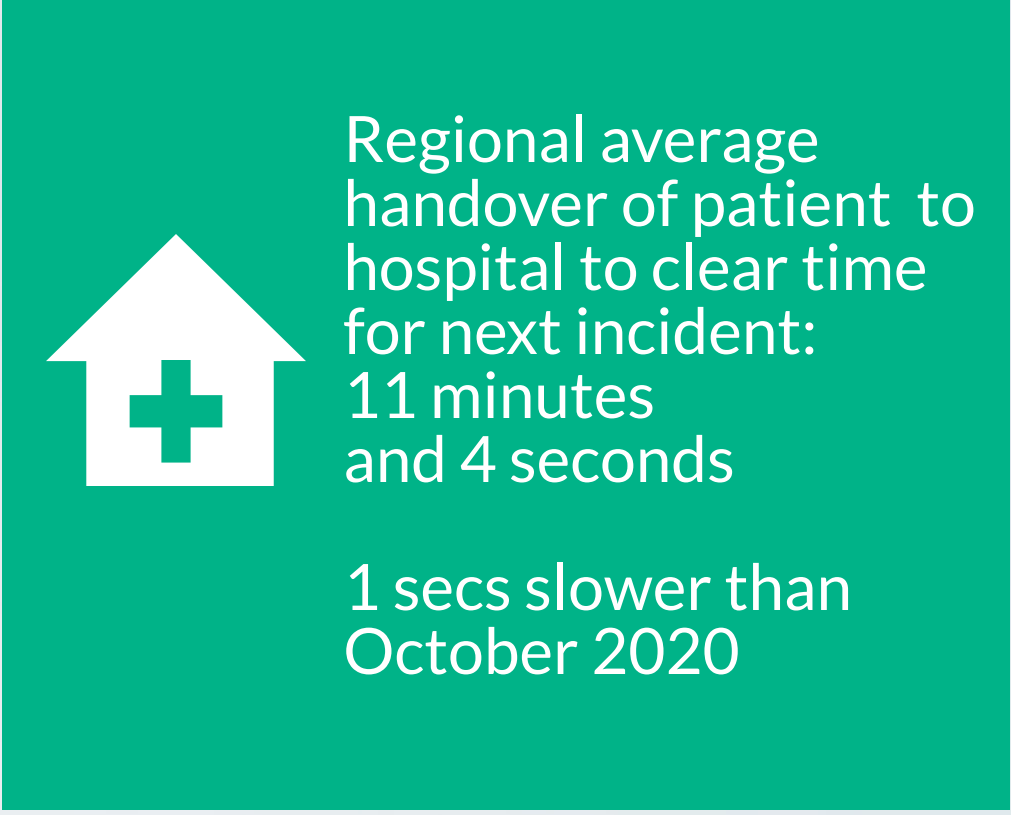 Regional average
handover of patient  to
hospital to clear time
for next incident:
11 minutes
and 4 seconds
1 secs slower than
October 2020